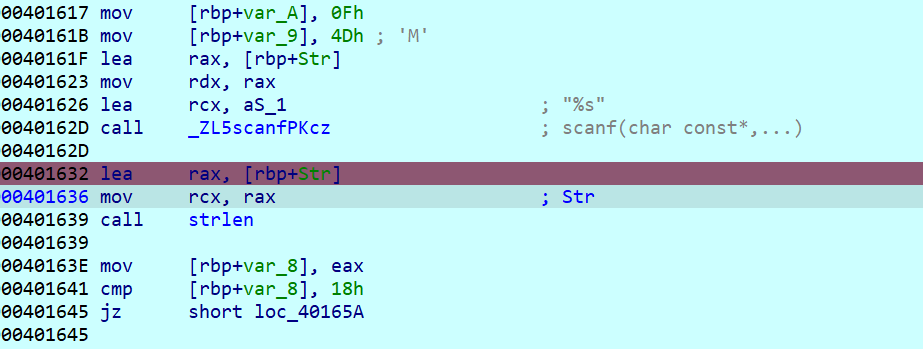 00401617 mov [rbp+var_A], 0Fh
0040161B mov [rbp+var_9], 4Dh ; 'M'
0040161F lea rax, [rbp+Str]
00401623 mov rdx, rax
00401626 lea rcx, aS_1 ; "%s"
0040162D call _ZL5scanfPKcz ; scanf(char const*,...)
0040162D
00401632 lea rax, [rbp+Str]
00401636 mov rcx, rax ; Str
00401639 call strlen
00401639
0040163E mov [rbp+var_8], eax
00401641 cmp [rbp+var_8], 18h
00401645 jz short loc_40165A
00401645